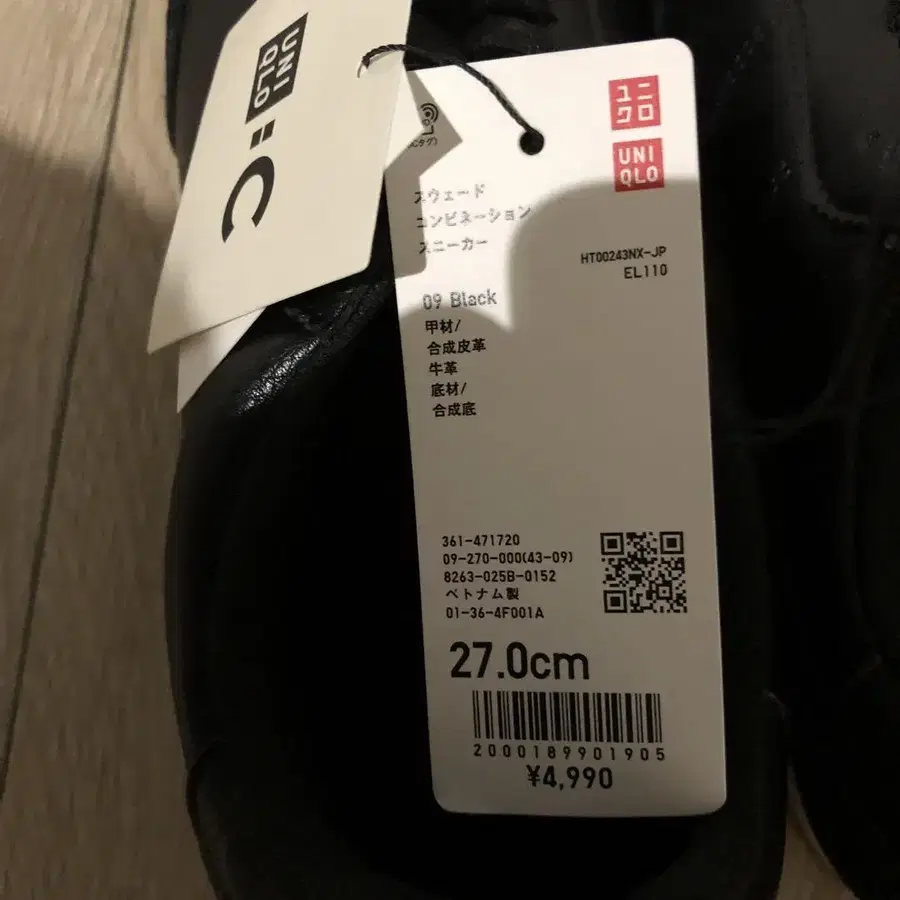 UNI
QLO
: C
ユニ
クロ
UNI
QLO
スウェード
コンビネーション
スニーカー
HT00243NX-JP
EL110
09 Black
甲材/
合成皮革
牛革
底材/
合成底
361-471720
09-270-000(43-09)
8263-025B-0152
ベトナム製
01-36-4F001A
27.0cm
2000189901905
¥4,990